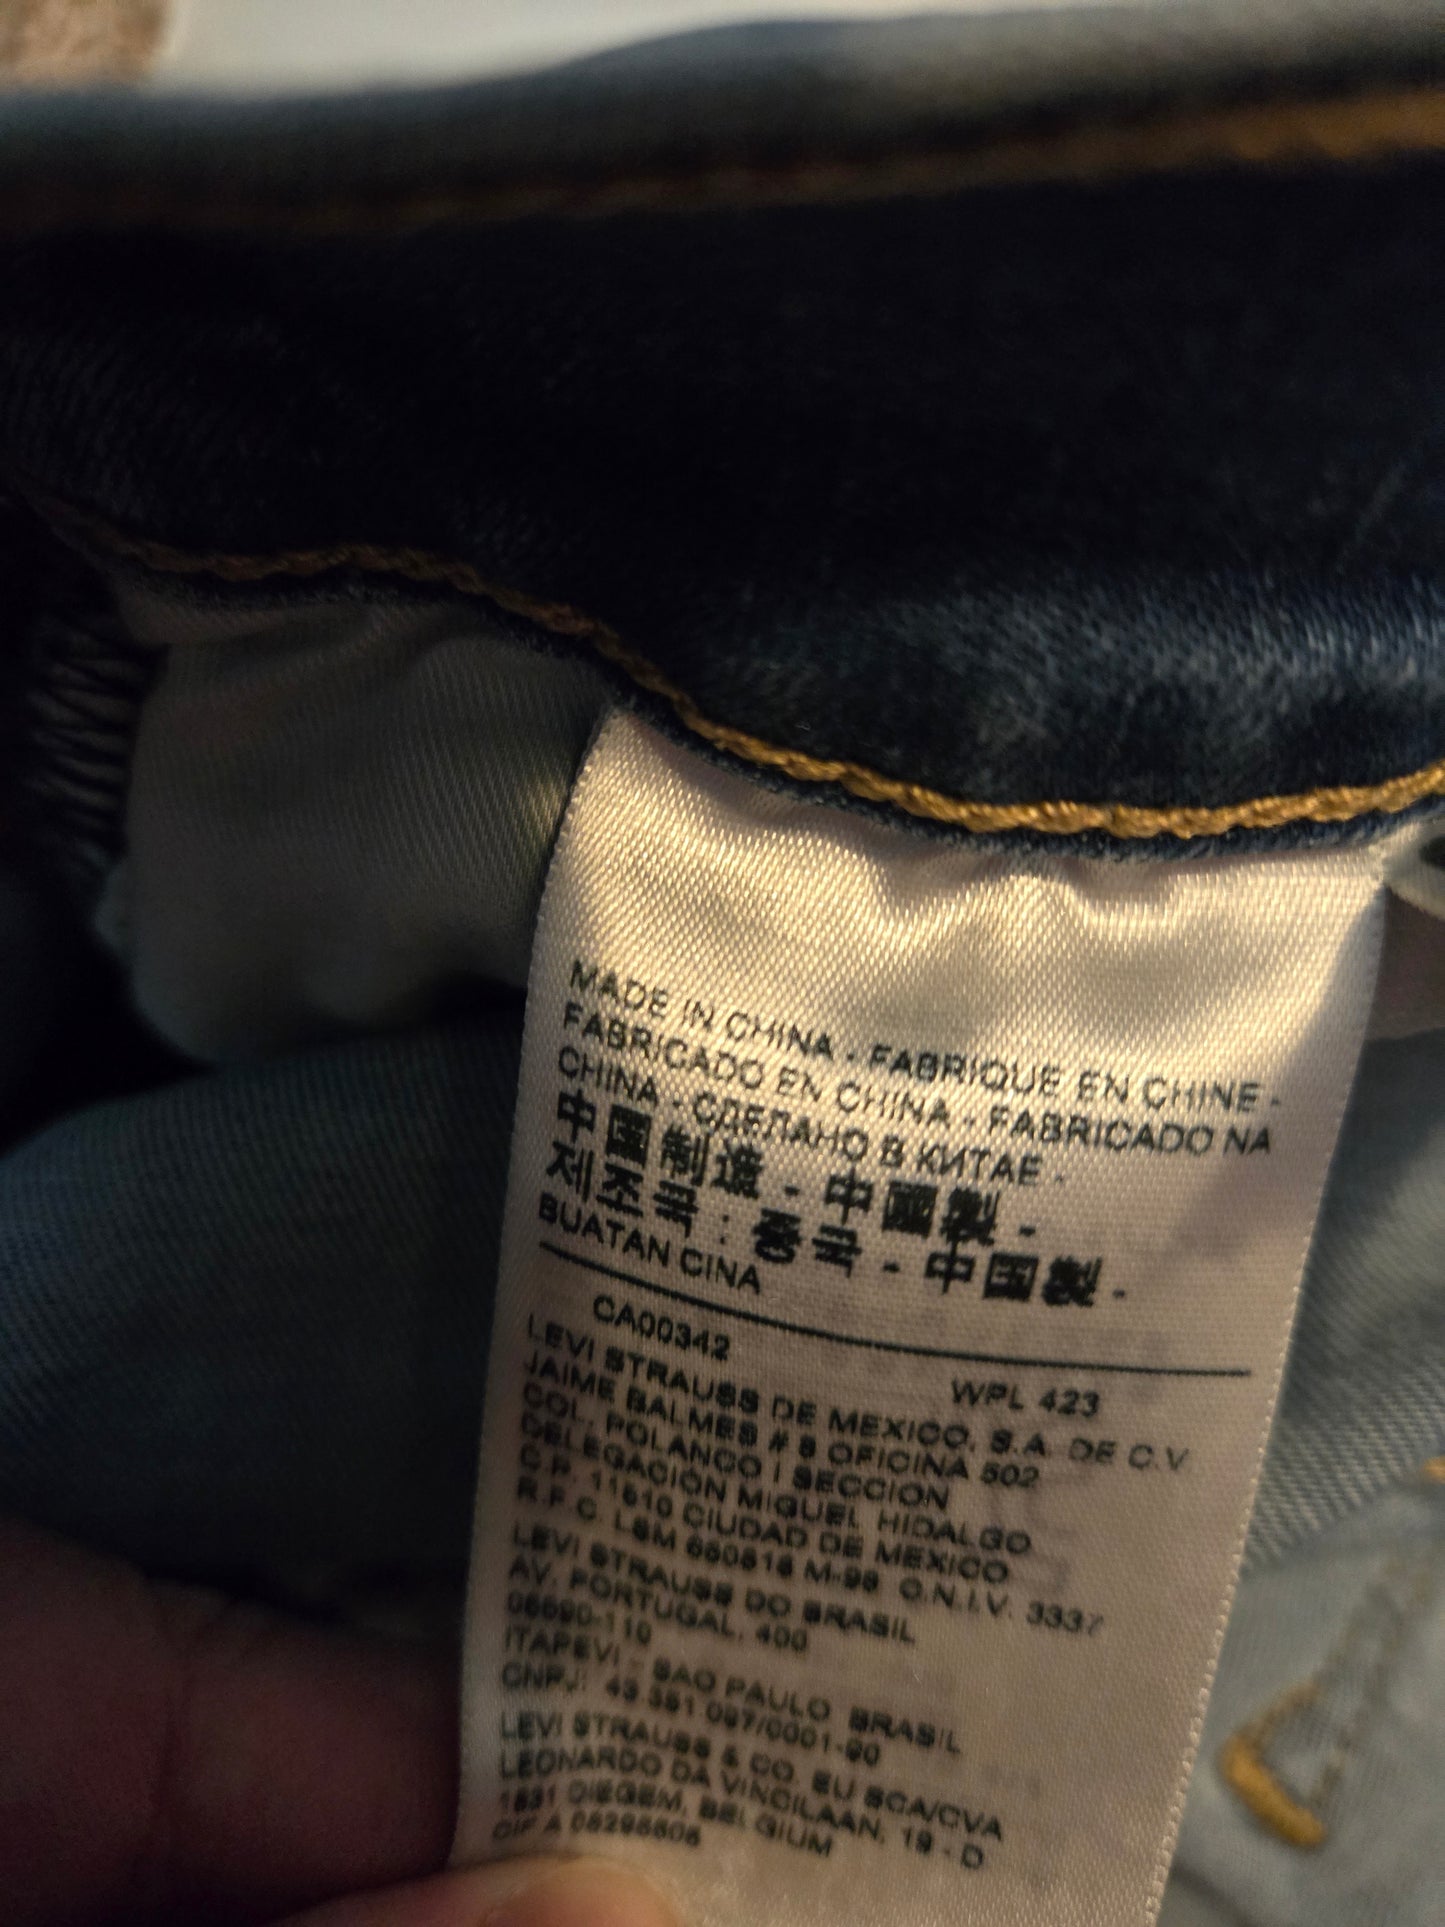 MADE IN CHINA - FABRIQUE EN CHINE -
FABRICADO EN CHINA - FABRICADO NA
CHINA - СДЕЛАНО В КИТАЕ -
中国制造 - 中國製 -
제조국 : 중국 - 中国製 -
BUATAN CINA
CA00342 WPL 423
LEVI STRAUSS DE MEXICO, S.A. DE C.V
JAIME BALMES # 8 OFICINA 502
COL. POLANCO I SECCION
DELEGACIÓN MIGUEL HIDALGO
C.P. 11510 CIUDAD DE MEXICO
R.F.C. LSM M-98 O.N.I.V. 3337
LEVI STRAUSS DO BRASIL
AV. PORTUGAL, 400
06690-110
ITAPEVI - SAO PAULO BRASIL
CNPJ: 43 351 097/0001-90
LEVI STRAUSS & CO. EU SCA/CVA
LEONARDO DA VINCILAAN, 19 - D
1831 DIEGEM, BELGIUM
CIF A